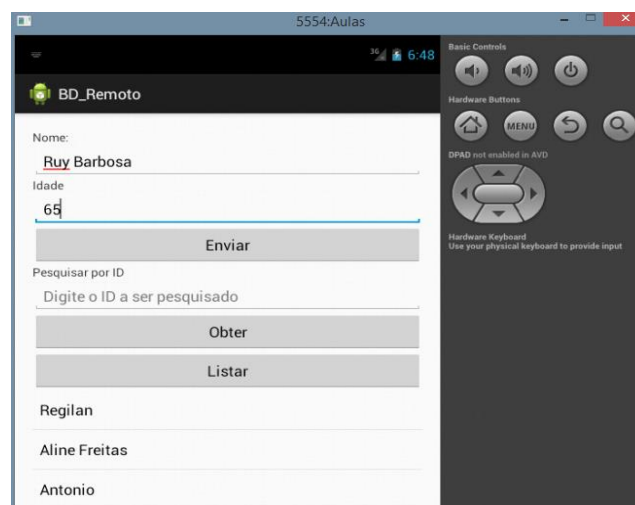 5554:Aulas
36 6:48
BD_Remoto
Nome:
Ruy Barbosa
Idade
65
Enviar
Pesquisar por ID
Digite o ID a ser pesquisado
Obter
Listar
Regilan
Aline Freitas
Antonio
Basic Controls
Hardware Buttons
MENU
DPAD not enabled in AVD
Hardware Keyboard
Use your physical keyboard to provide input